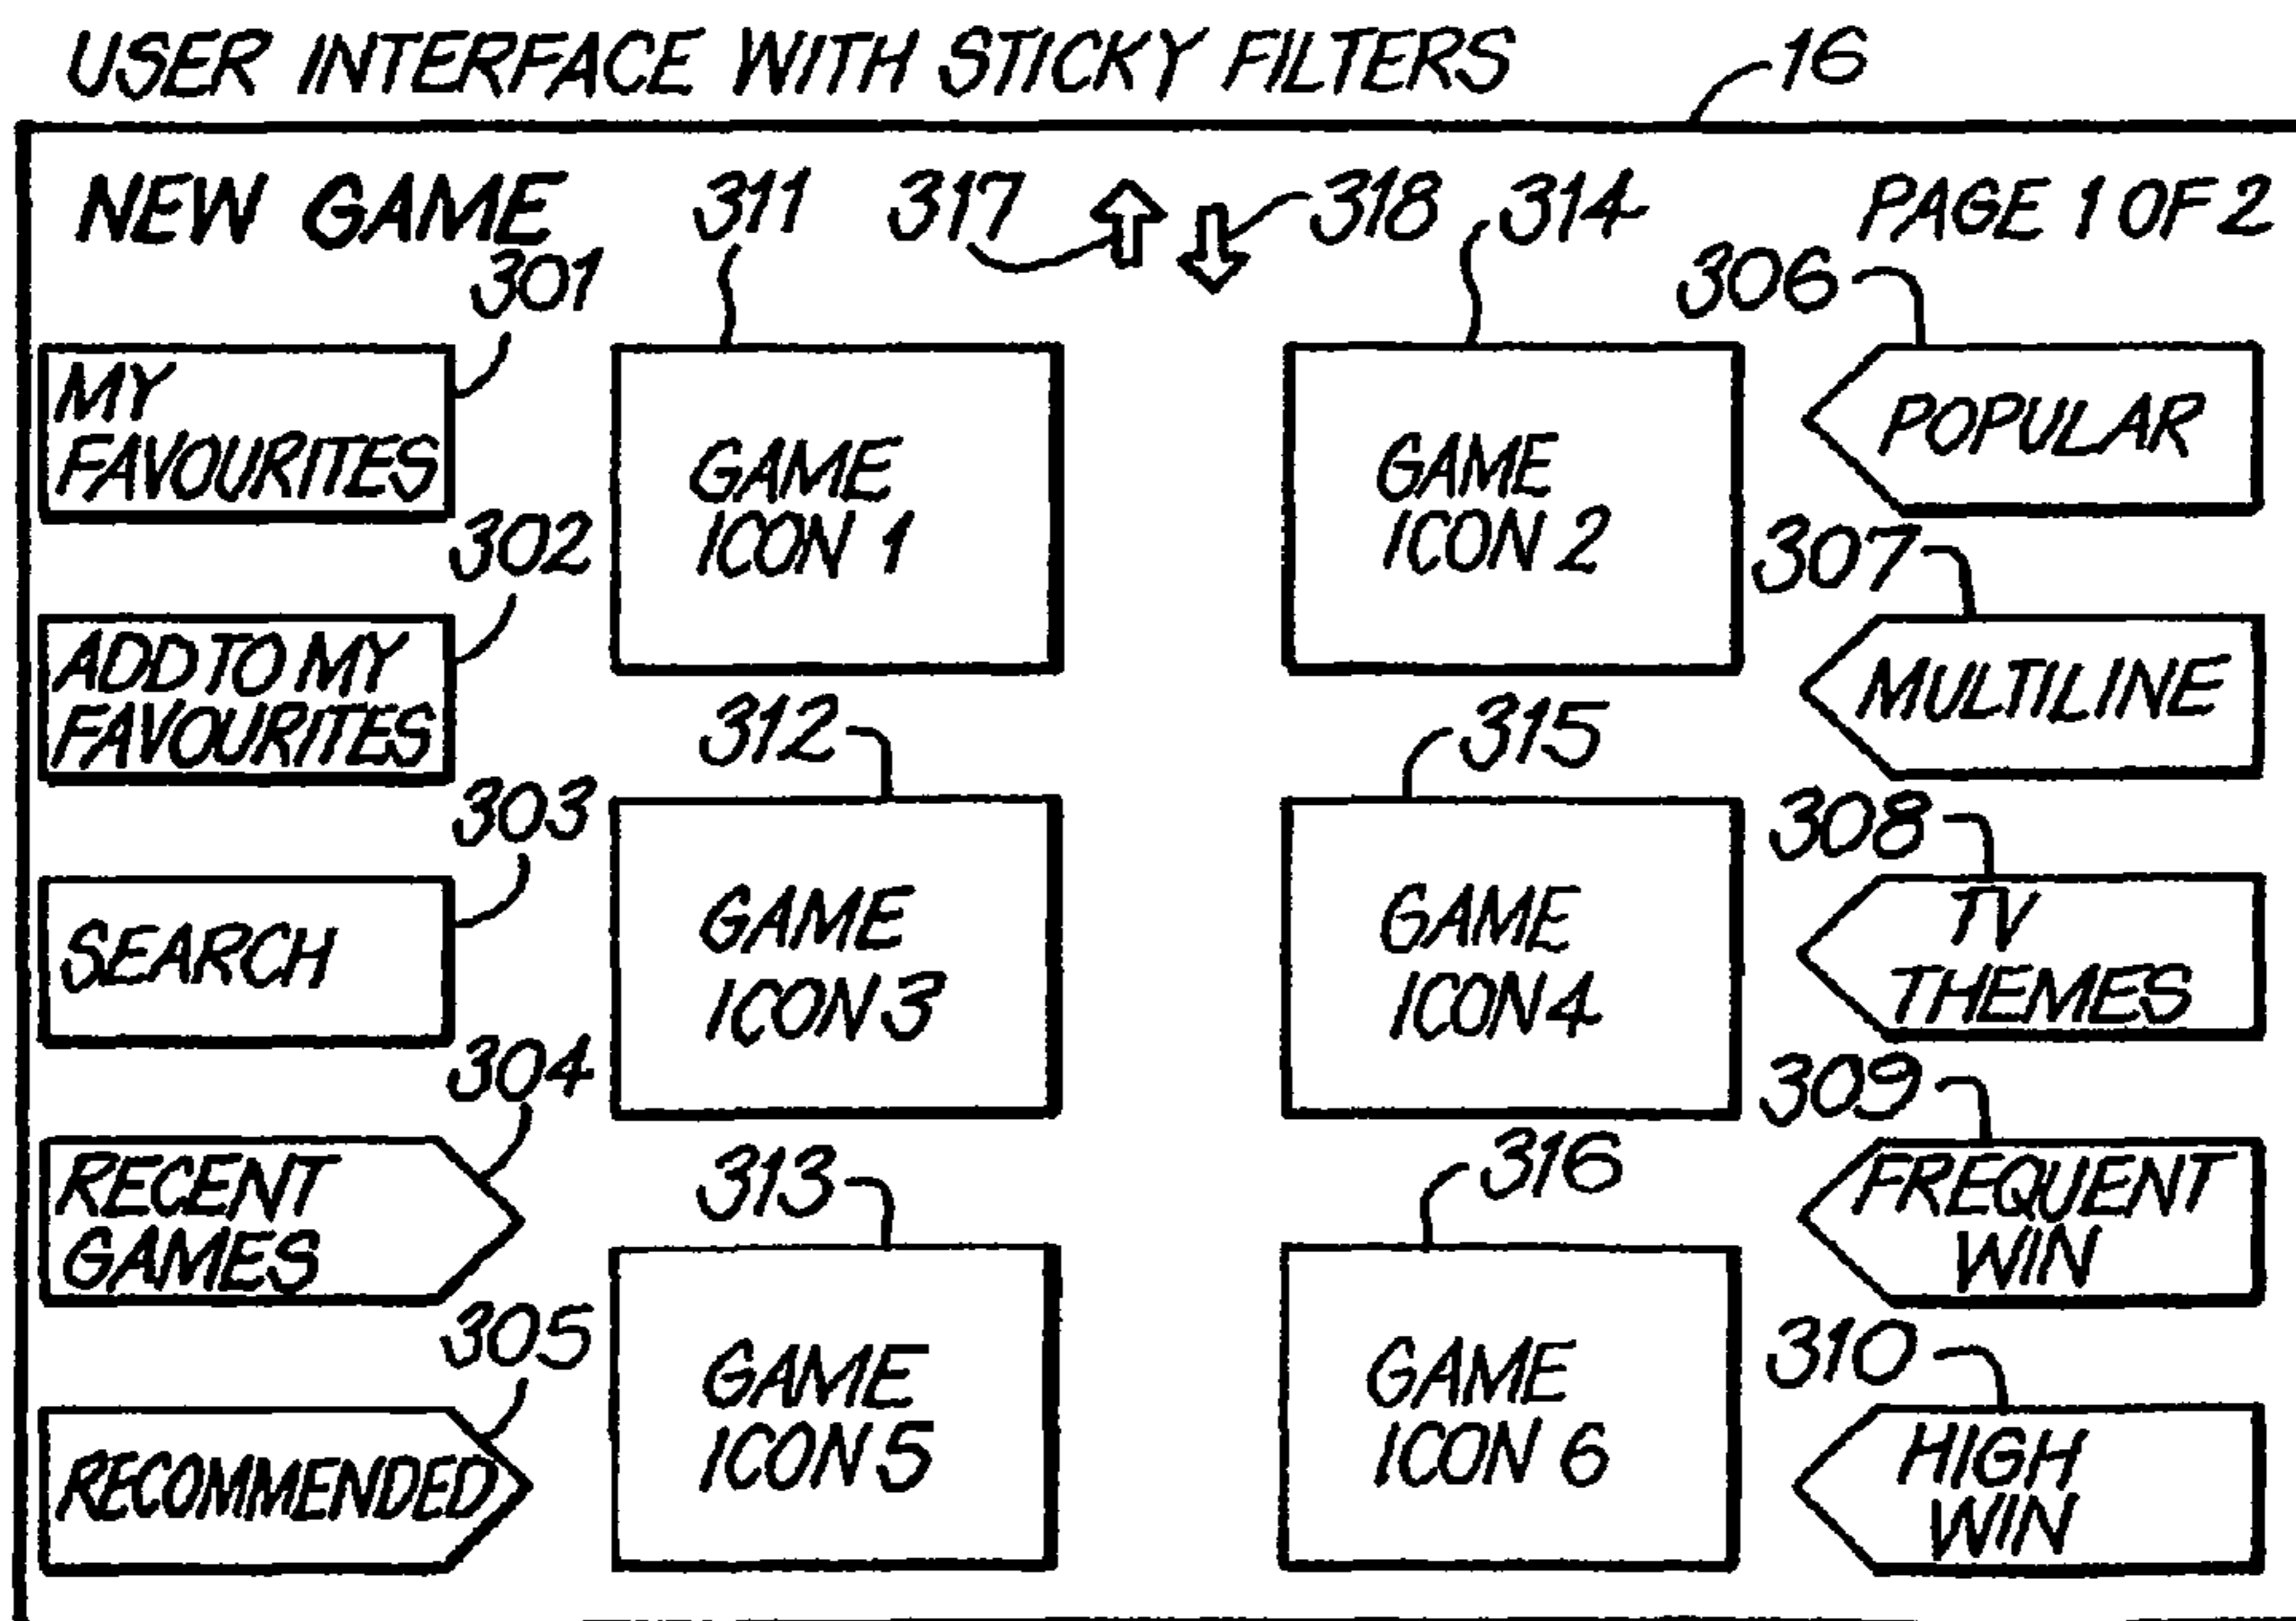 USER INTERFACE WITH STICKY FILTERS 16
NEW GAME 311 317 318 314 PAGE 1 OF 2
301 306
MY
FAVOURITES
GAME
ICON 1
GAME
ICON 2
POPULAR
302 307
ADD TO MY
FAVOURITES
MULTILINE
312 315
303 308
SEARCH
GAME
ICON 3
GAME
ICON 4
TV
THEMES
304 309
RECENT
GAMES
313 316
FREQUENT
WIN
305 310
RECOMMENDED
GAME
ICON 5
GAME
ICON 6
HIGH
WIN